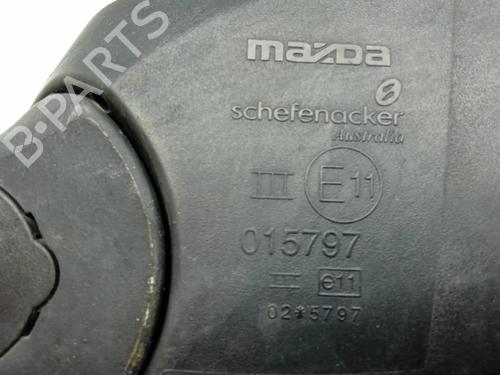 mazda
schefenacker
Australia
III E11
015797
III e11
02*5797
B-PARTS